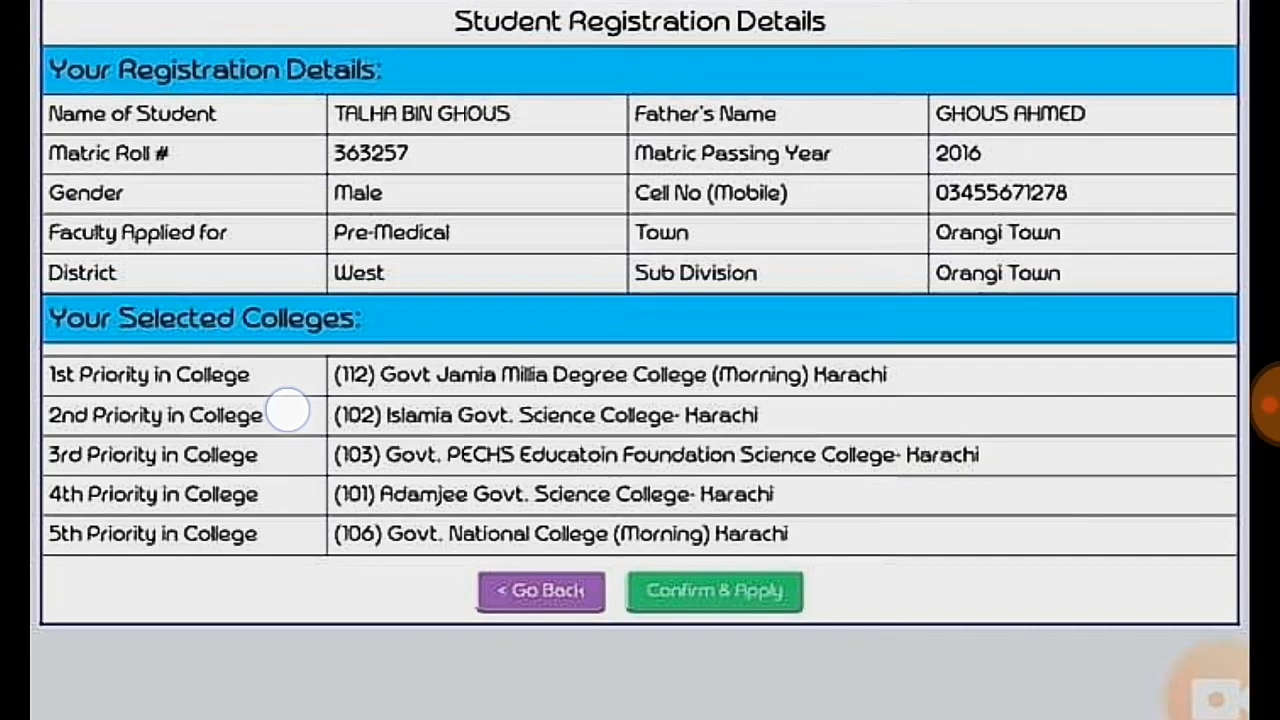 Student Registration Details
Your Registration Details:
Name of Student TALHA BIN GHOUS Father's Name GHOUS AHMED
Matric Roll # 363257 Matric Passing Year 2016
Gender Male Cell No (Mobile) 03455671278
Faculty Applied for Pre-Medical Town Orangi Town
District West Sub Division Orangi Town
Your Selected Colleges:
1st Priority in College (112) Govt Jamia Millia Degree College (Morning) Karachi
2nd Priority in College (102) Islamia Govt. Science College- Karachi
3rd Priority in College (103) Govt. PECHS Educatoin Foundation Science College- Karachi
4th Priority in College (101) Adamjee Govt. Science College- Karachi
5th Priority in College (106) Govt. National College (Morning) Karachi
< Go Back Confirm & Apply